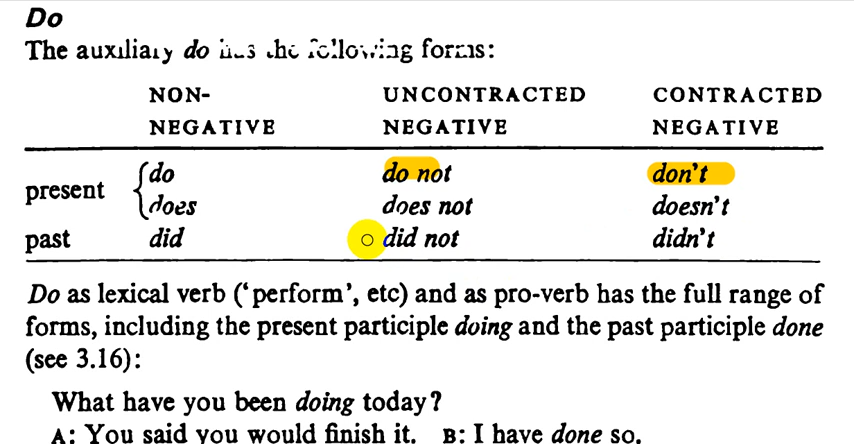 Do
The auxiliary do has the following forms:
NON- UNCONTRACTED CONTRACTED
NEGATIVE NEGATIVE NEGATIVE
do do not don't
present
does does not doesn't
past did did not didn't
Do as lexical verb (‘perform’, etc) and as pro-verb has the full range of
forms, including the present participle doing and the past participle done
(see 3.16):
What have you been doing today?
A: You said you would finish it. B: I have done so.